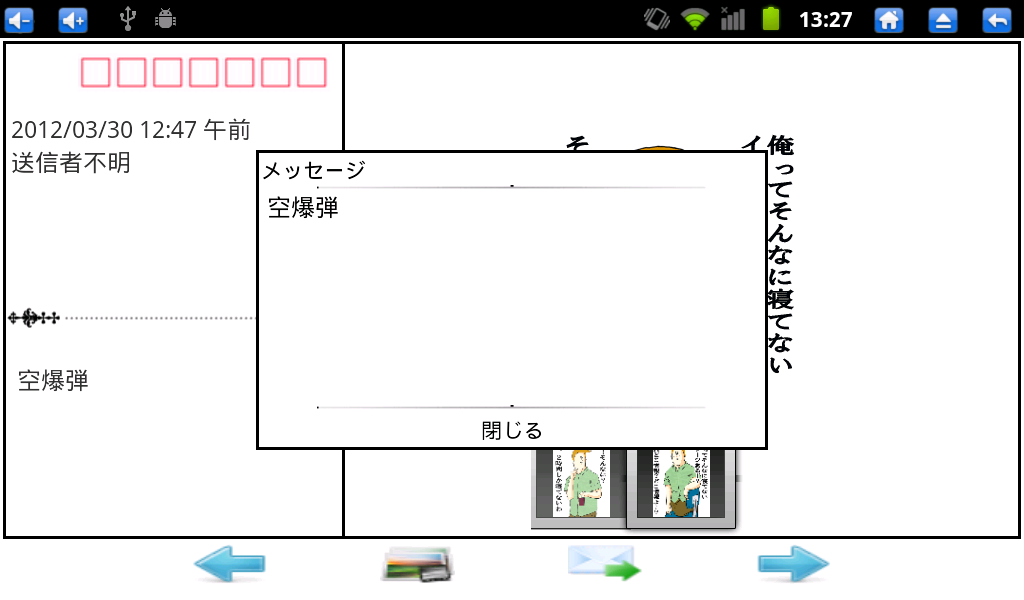 13:27
2012/03/30 12:47 午前
送信者不明
空爆弾
メッセージ
空爆弾
閉じる
俺ってそんなに寝てない
イ
そ